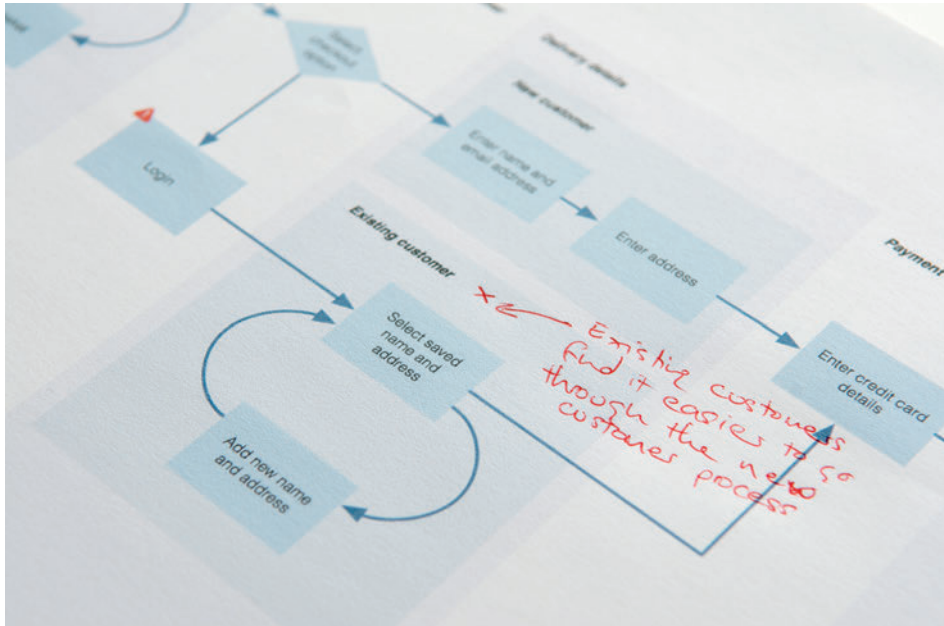 Select
checkout
option
Delivery details
New customer
Enter name and
email address
Login
Enter address
Payment
Existing customer
Select saved
name and
address
Enter credit card
details
Add new name
and address
x
Existing customers
find it easier to go
through the new
customer process